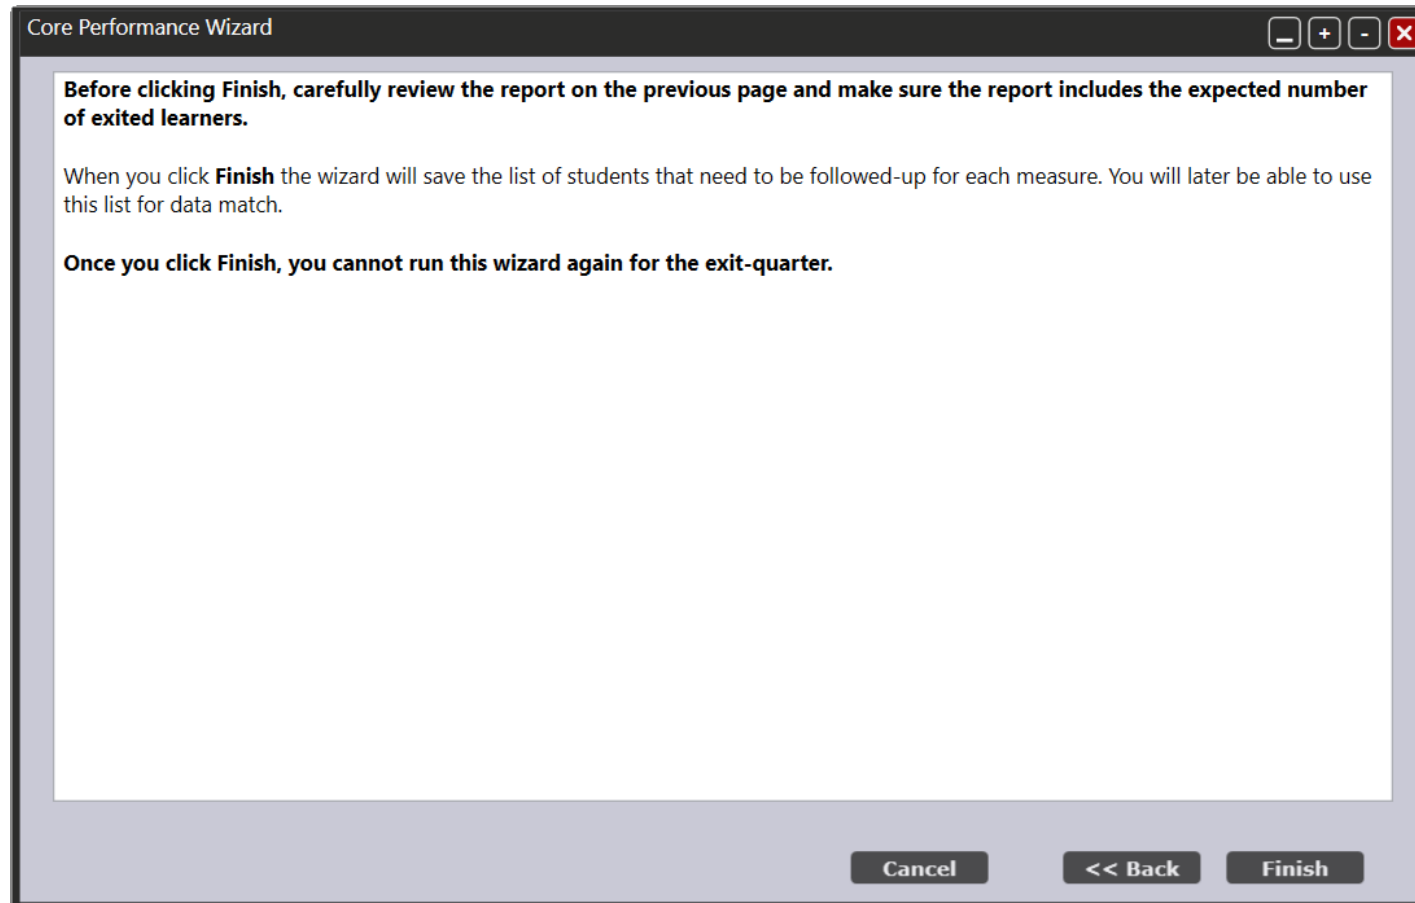 Core Performance Wizard
+ -
Before clicking Finish, carefully review the report on the previous page and make sure the report includes the expected number
of exited learners.
When you click Finish the wizard will save the list of students that need to be followed-up for each measure. You will later be able to use
this list for data match.
Once you click Finish, you cannot run this wizard again for the exit-quarter.
Cancel << Back Finish